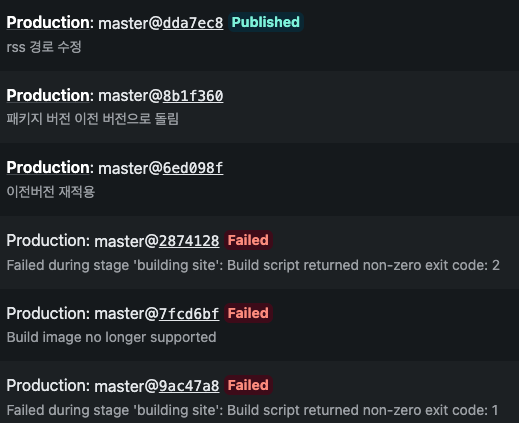 Production: master@dda7ec8 Published
rss 경로 수정
Production: master@8b1f360
패키지 버전 이전 버전으로 돌림
Production: master@6ed098f
이전버전 재적용
Production: master@2874128 Failed
Failed during stage 'building site': Build script returned non-zero exit code: 2
Production: master@7fcd6bf Failed
Build image no longer supported
Production: master@9ac47a8 Failed
Failed during stage 'building site': Build script returned non-zero exit code: 1